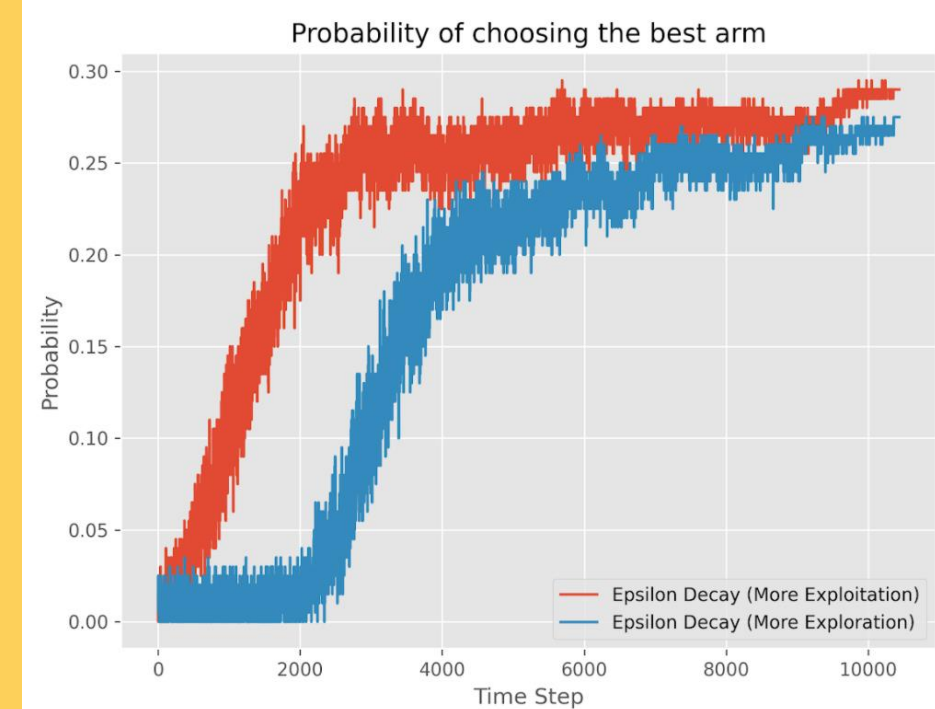 Probability of choosing the best arm
0.30
0.25
0.20
0.15
0.10
0.05
0.00
Probability
Epsilon Decay (More Exploitation)
Epsilon Decay (More Exploration)
0 2000 4000 6000 8000 10000
Time Step